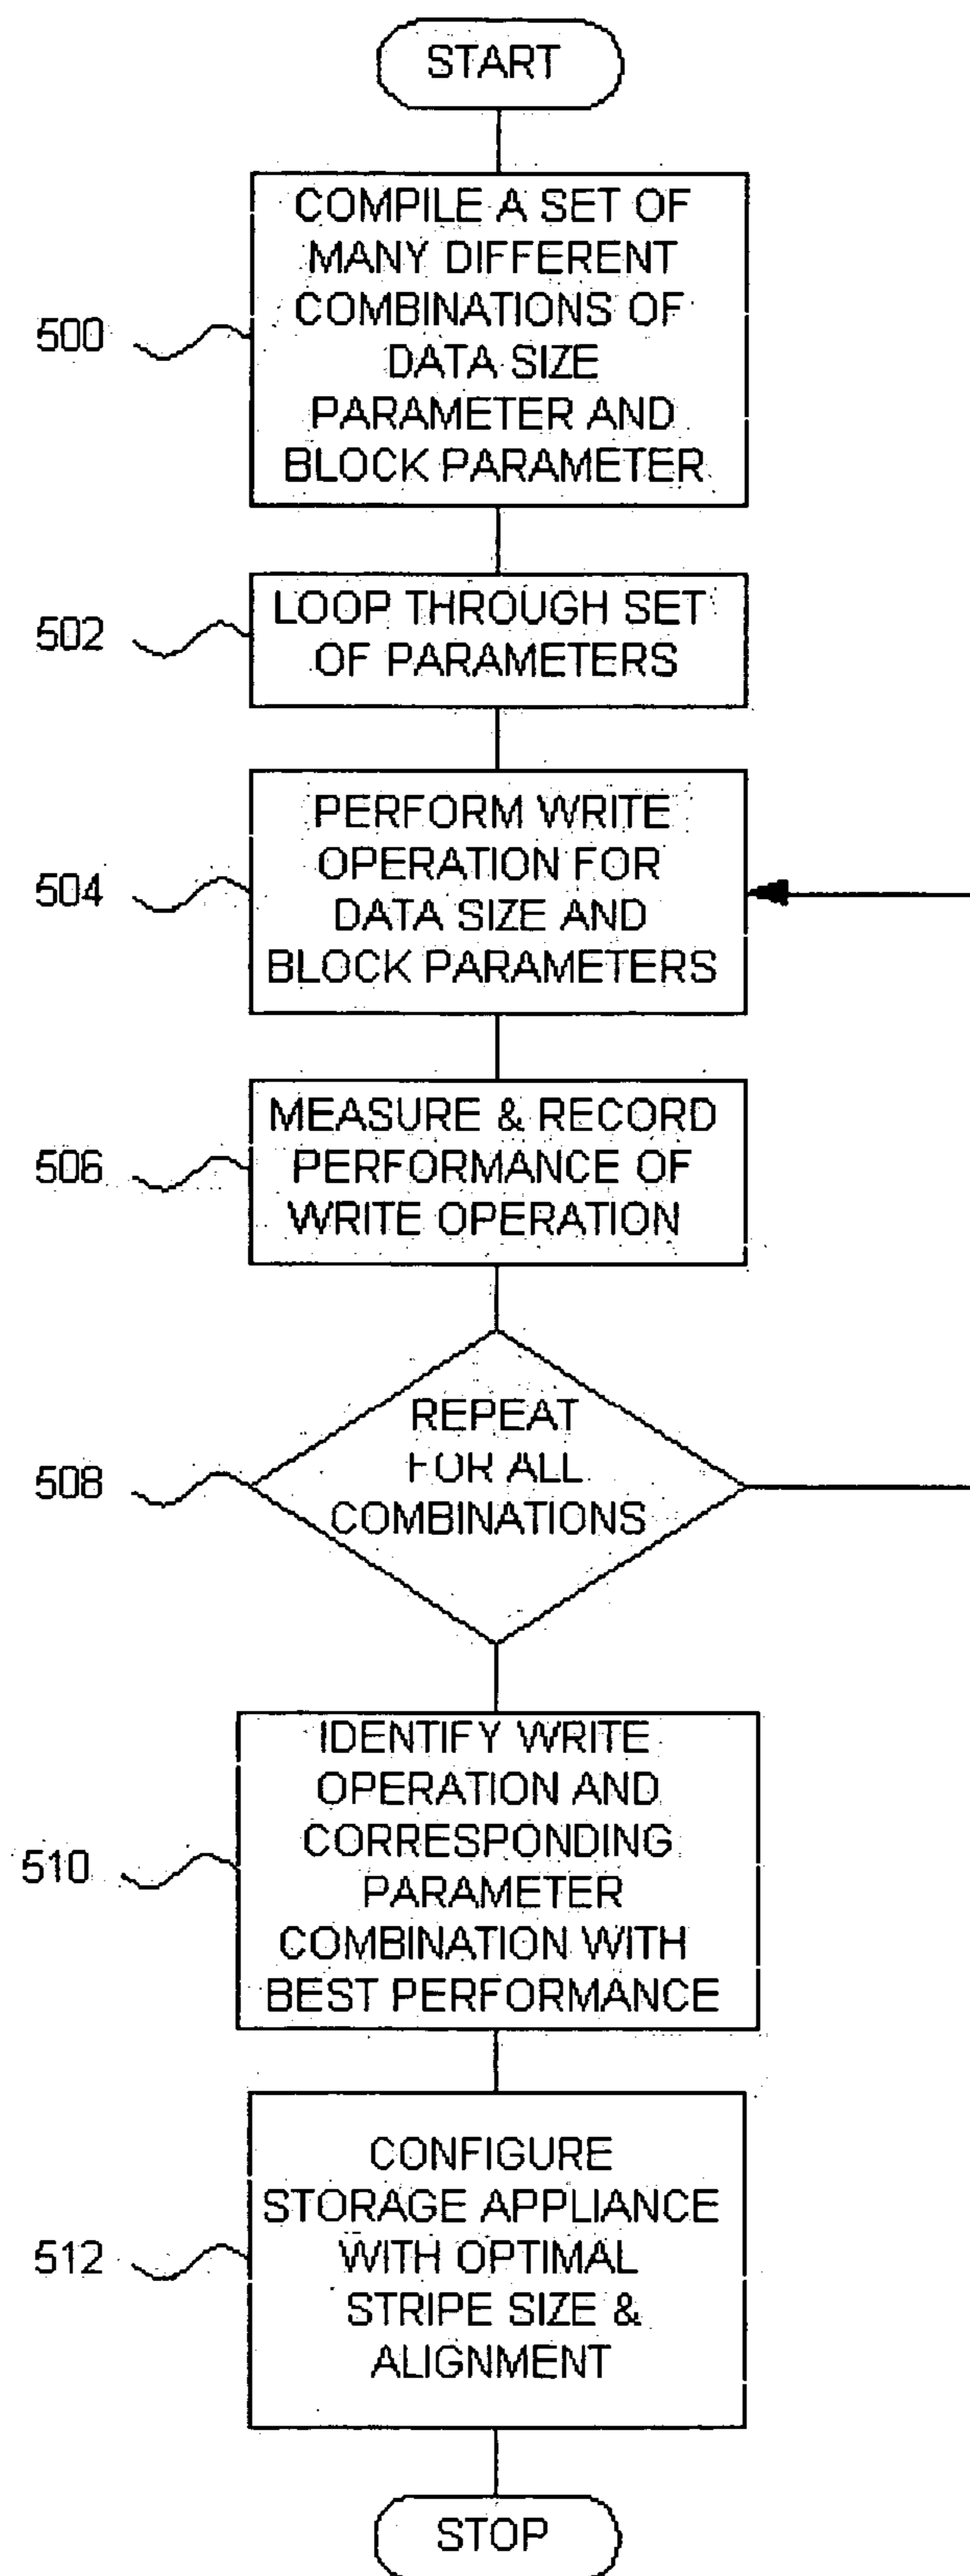 START
COMPILE A SET OF
MANY DIFFERENT
COMBINATIONS OF
DATA SIZE
PARAMETER AND
BLOCK PARAMETER
500
LOOP THROUGH SET
OF PARAMETERS
502
PERFORM WRITE
OPERATION FOR
DATA SIZE AND
BLOCK PARAMETERS
504
MEASURE & RECORD
PERFORMANCE OF
WRITE OPERATION
506
REPEAT
FOR ALL
COMBINATIONS
508
IDENTIFY WRITE
OPERATION AND
CORRESPONDING
PARAMETER
COMBINATION WITH
BEST PERFORMANCE
510
CONFIGURE
STORAGE APPLIANCE
WITH OPTIMAL
STRIPE SIZE &
ALIGNMENT
512
STOP